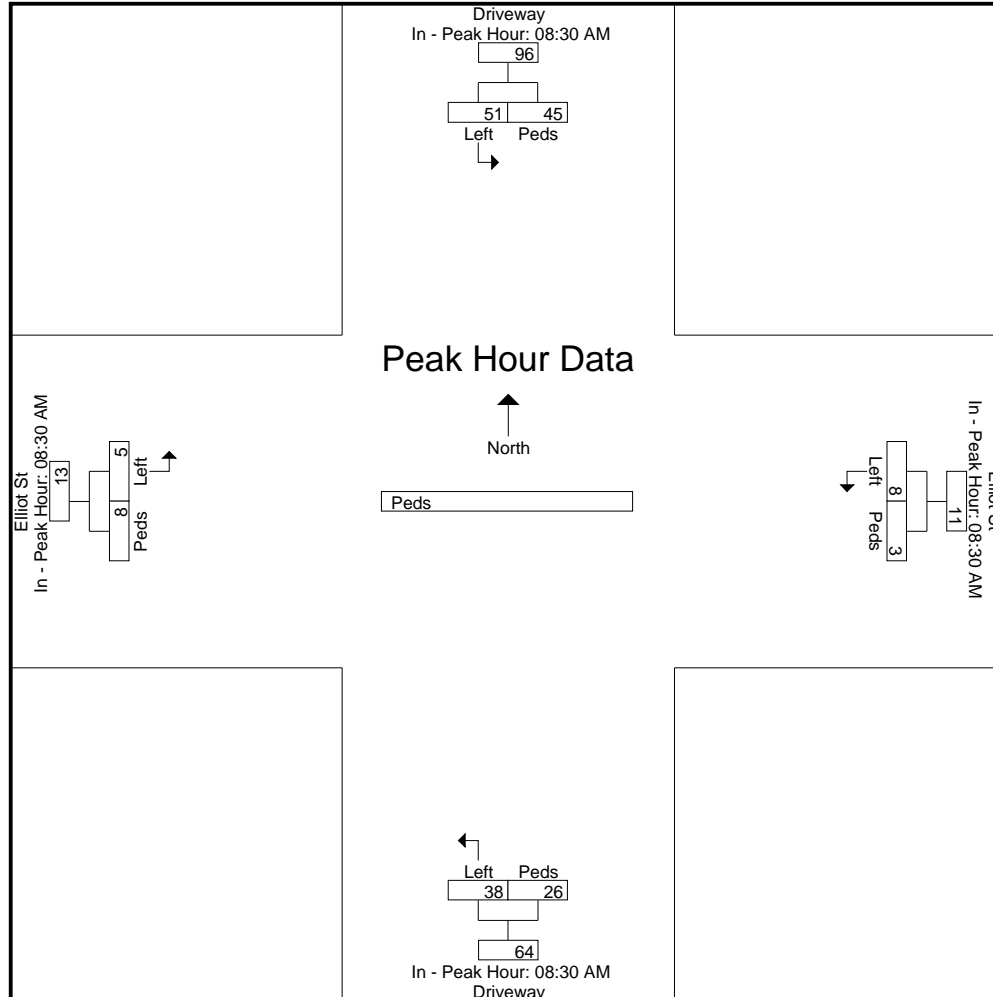 Driveway
In - Peak Hour: 08:30 AM
96
51 45
Left Peds
Peak Hour Data
North
Peds
Elliot St
In - Peak Hour: 08:30 AM
13
5 8
Left Peds
Elliot St
In - Peak Hour: 08:30 AM
11
8 3
Left Peds
Left Peds
38 26
64
In - Peak Hour: 08:30 AM
Driveway